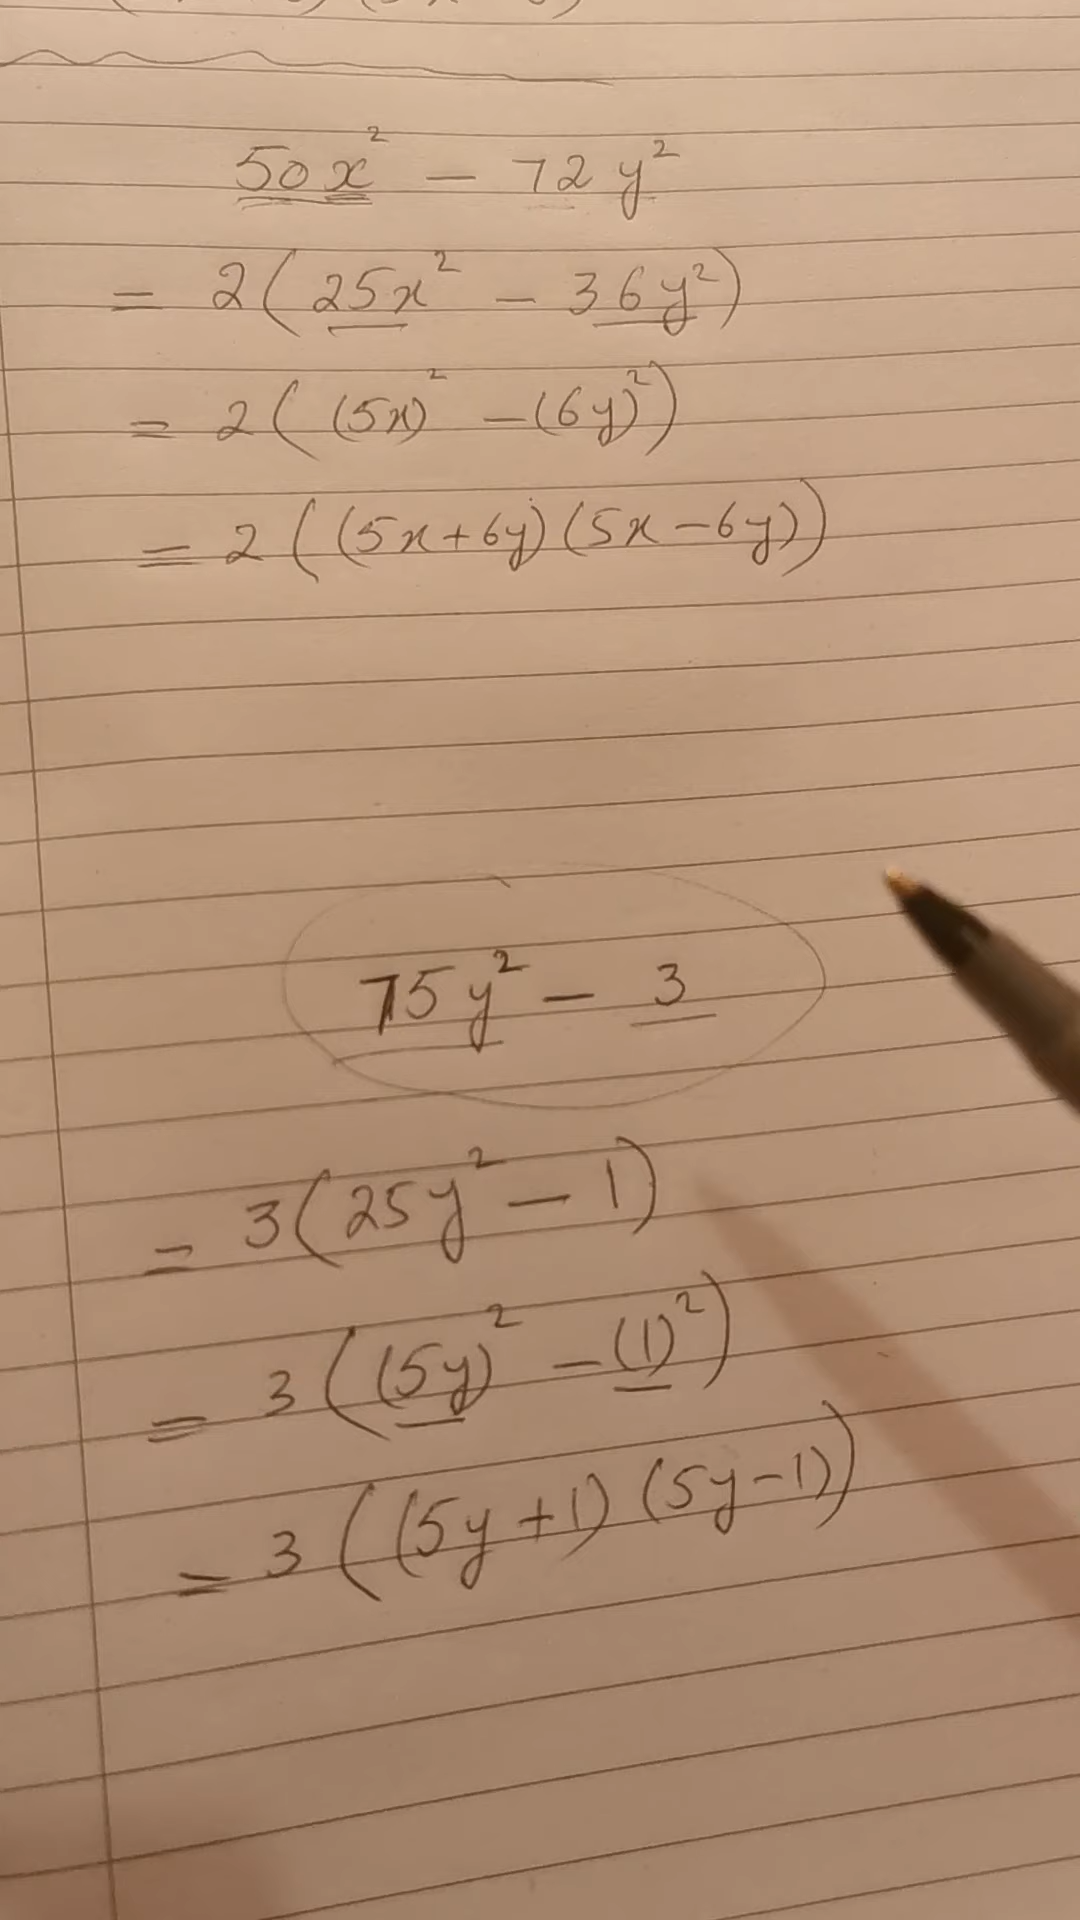 50x² - 72y²
= 2(25x² - 36y²)
= 2((5x)² - (6y)²)
= 2((5x+6y)(5x-6y))
75y² - 3
= 3(25y² - 1)
= 3((5y)² - (1)²)
= 3((5y+1)(5y-1))